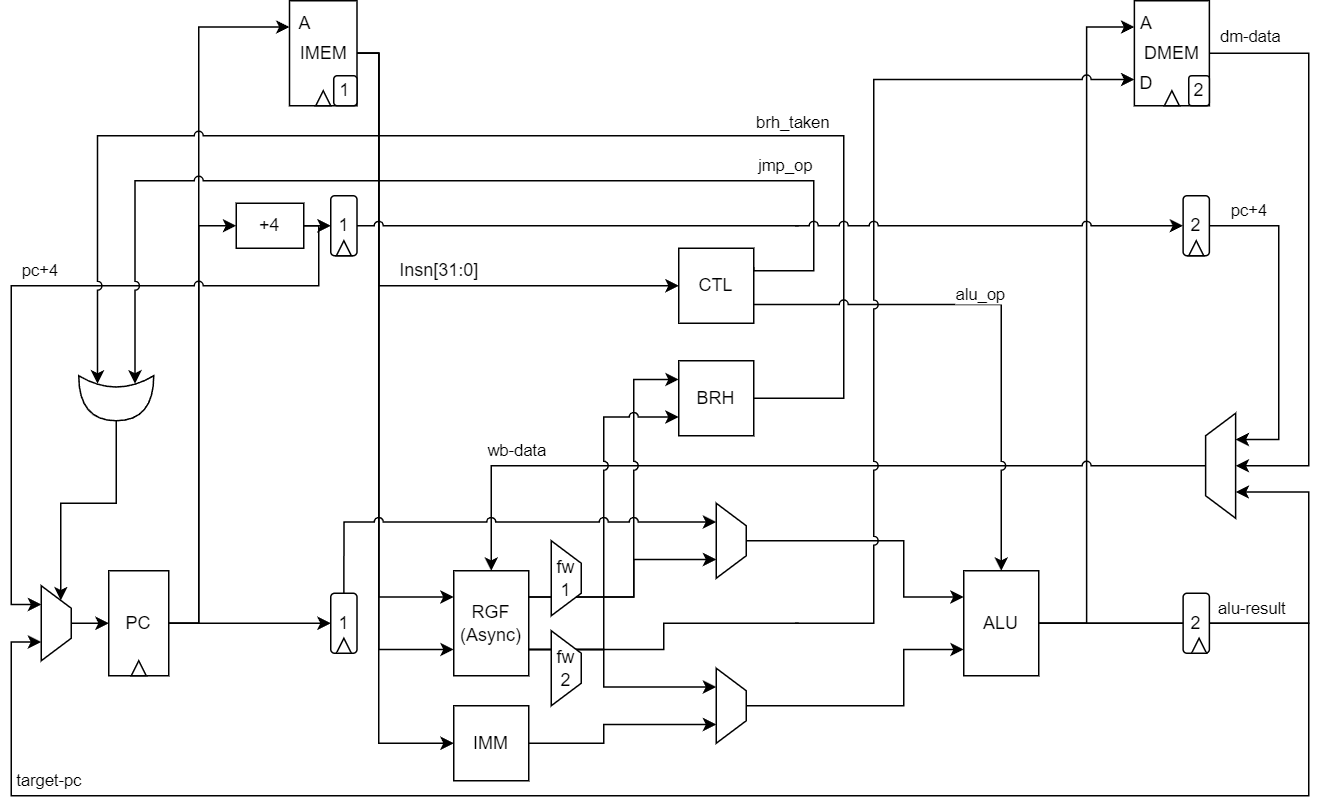 A
IMEM
1
A
DMEM
D
2
dm-data
brh_taken
jmp_op
+4
1
2
pc+4
pc+4
Insn[31:0]
CTL
alu_op
BRH
wb-data
fw
1
PC
1
RGF
(Async)
ALU
2
alu-result
fw
2
IMM
target-pc